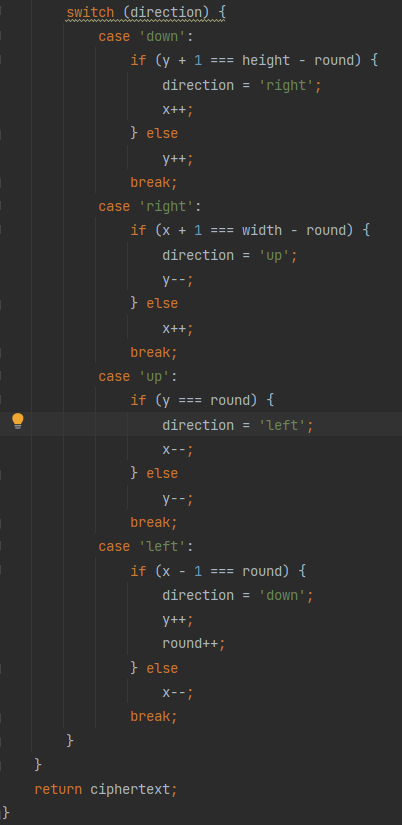 switch (direction) {
case 'down':
if (y + 1 === height - round) {
direction = 'right';
x++;
} else
y++;
break;
case 'right':
if (x + 1 === width - round) {
direction = 'up';
y--;
} else
x++;
break;
case 'up':
if (y === round) {
direction = 'left';
x--;
} else
y--;
break;
case 'left':
if (x - 1 === round) {
direction = 'down';
y++;
round++;
} else
x--;
break;
}
}
return ciphertext;
}